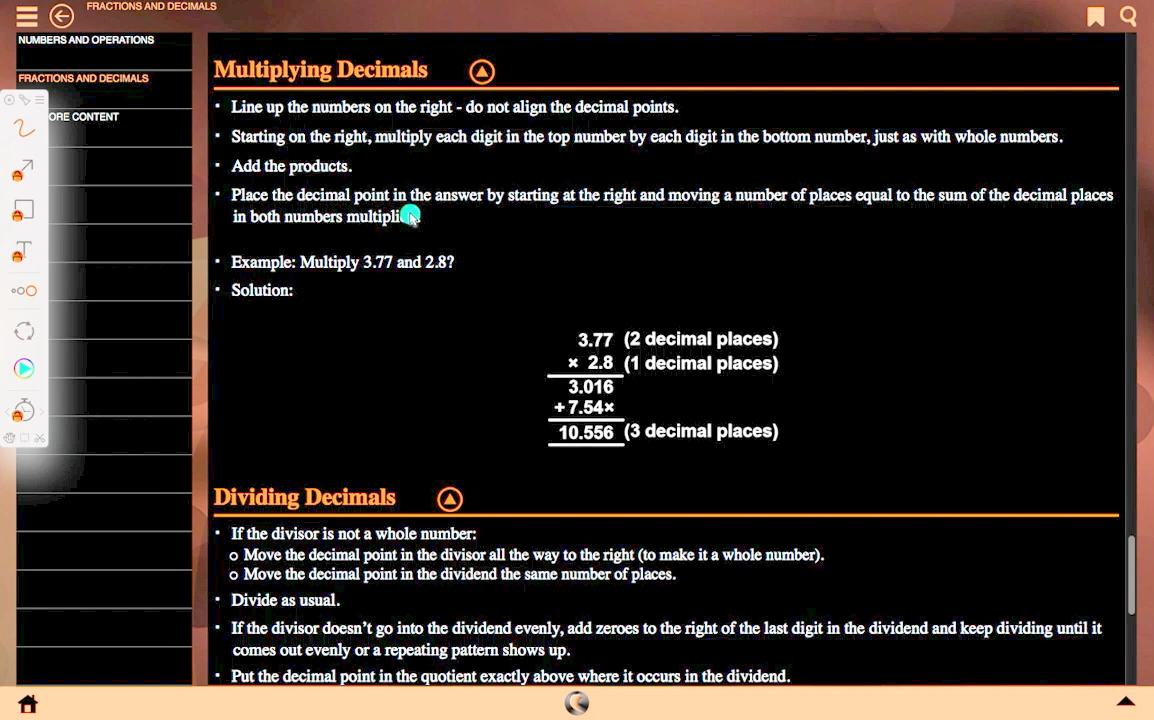 FRACTIONS AND DECIMALS
NUMBERS AND OPERATIONS
FRACTIONS AND DECIMALS
ORE CONTENT
Multiplying Decimals
· Line up the numbers on the right - do not align the decimal points.
· Starting on the right, multiply each digit in the top number by each digit in the bottom number, just as with whole numbers.
· Add the products.
· Place the decimal point in the answer by starting at the right and moving a number of places equal to the sum of the decimal places
in both numbers multipli
· Example: Multiply 3.77 and 2.8?
· Solution:
3.77 (2 decimal places)
× 2.8 (1 decimal places)
3.016
+7.54×
10.556 (3 decimal places)
Dividing Decimals
· If the divisor is not a whole number:
o Move the decimal point in the divisor all the way to the right (to make it a whole number).
o Move the decimal point in the dividend the same number of places.
· Divide as usual.
· If the divisor doesn't go into the dividend evenly, add zeroes to the right of the last digit in the dividend and keep dividing until it
comes out evenly or a repeating pattern shows up.
· Put the decimal point in the quotient exactly above where it occurs in the dividend.